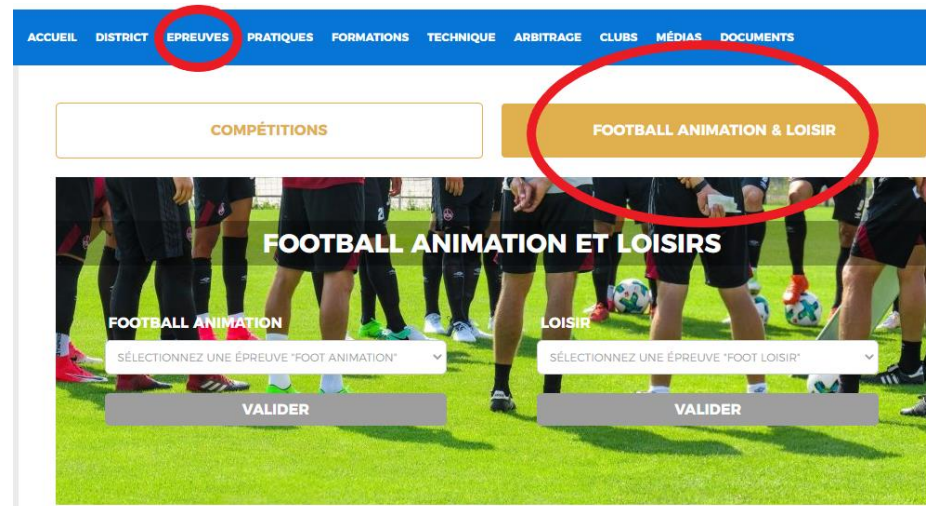 ACCUEIL DISTRICT EPREUVES PRATIQUES FORMATIONS TECHNIQUE ARBITRAGE CLUBS MÉDIAS DOCUMENTS
COMPÉTITIONS FOOTBALL ANIMATION & LOISIR
FOOTBALL ANIMATION ET LOISIRS
FOOTBALL ANIMATION LOISIR
SÉLECTIONNEZ UNE ÉPREUVE "FOOT ANIMATION" SÉLECTIONNEZ UNE ÉPREUVE "FOOT LOISIR"
VALIDER VALIDER